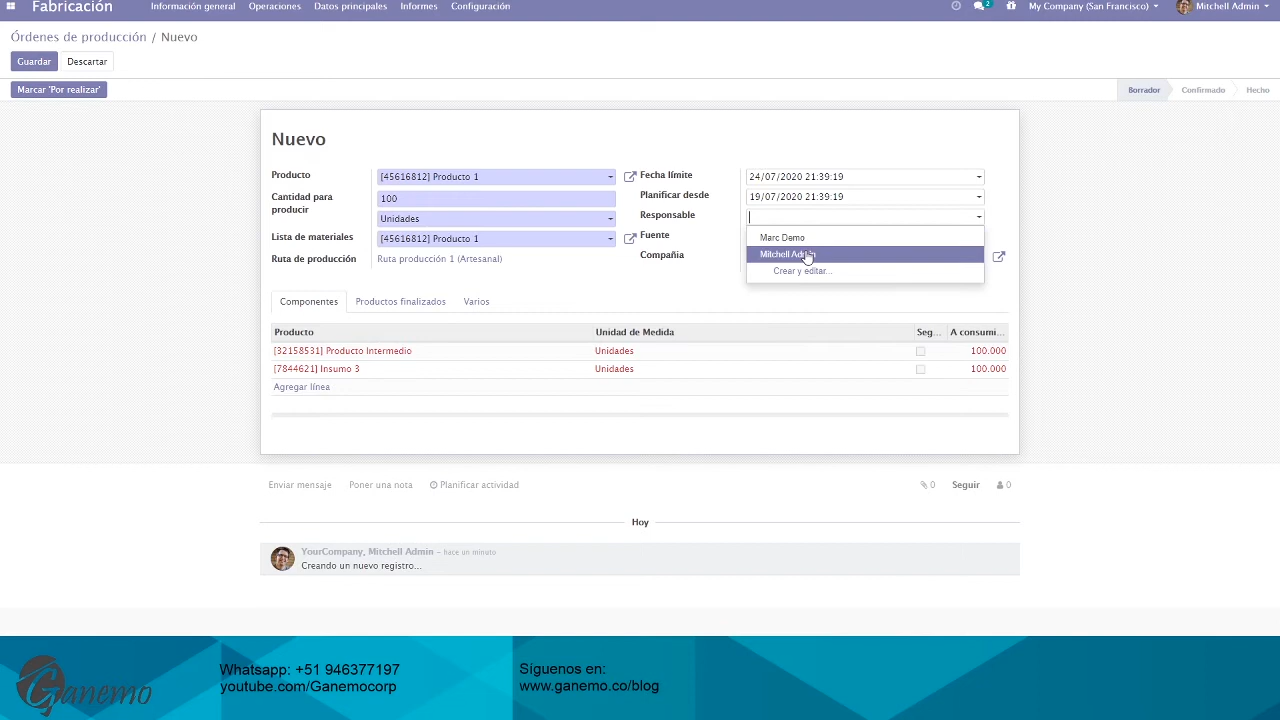 Fabricación Información general Operaciones Datos principales Informes Configuración 2 My Company (San Francisco) Mitchell Admin
Órdenes de producción / Nuevo
Guardar Descartar
Marcar 'Por realizar' Borrador Confirmado Hecho
Nuevo
Producto [45616812] Producto 1 Fecha límite 24/07/2020 21:39:19
Cantidad para producir 100 Planificar desde 19/07/2020 21:39:19
Unidades Responsable
Marc Demo
Lista de materiales [45616812] Producto 1 Fuente
Mitchell Admin
Ruta de producción Ruta producción 1 (Artesanal) Compañía
Crear y editar...
Componentes Productos finalizados Varios
Producto Unidad de Medida Seg... A consumi...
[32158531] Producto Intermedio Unidades 100.000
[7844621] Insumo 3 Unidades 100.000
Agregar línea
Enviar mensaje Poner una nota Planificar actividad 0 Seguir 0
Hoy
YourCompany, Mitchell Admin - hace un minuto
Creando un nuevo registro...
Ganemo
Whatsapp: +51 946377197
youtube.com/Ganemocorp
Síguenos en:
www.ganemo.co/blog